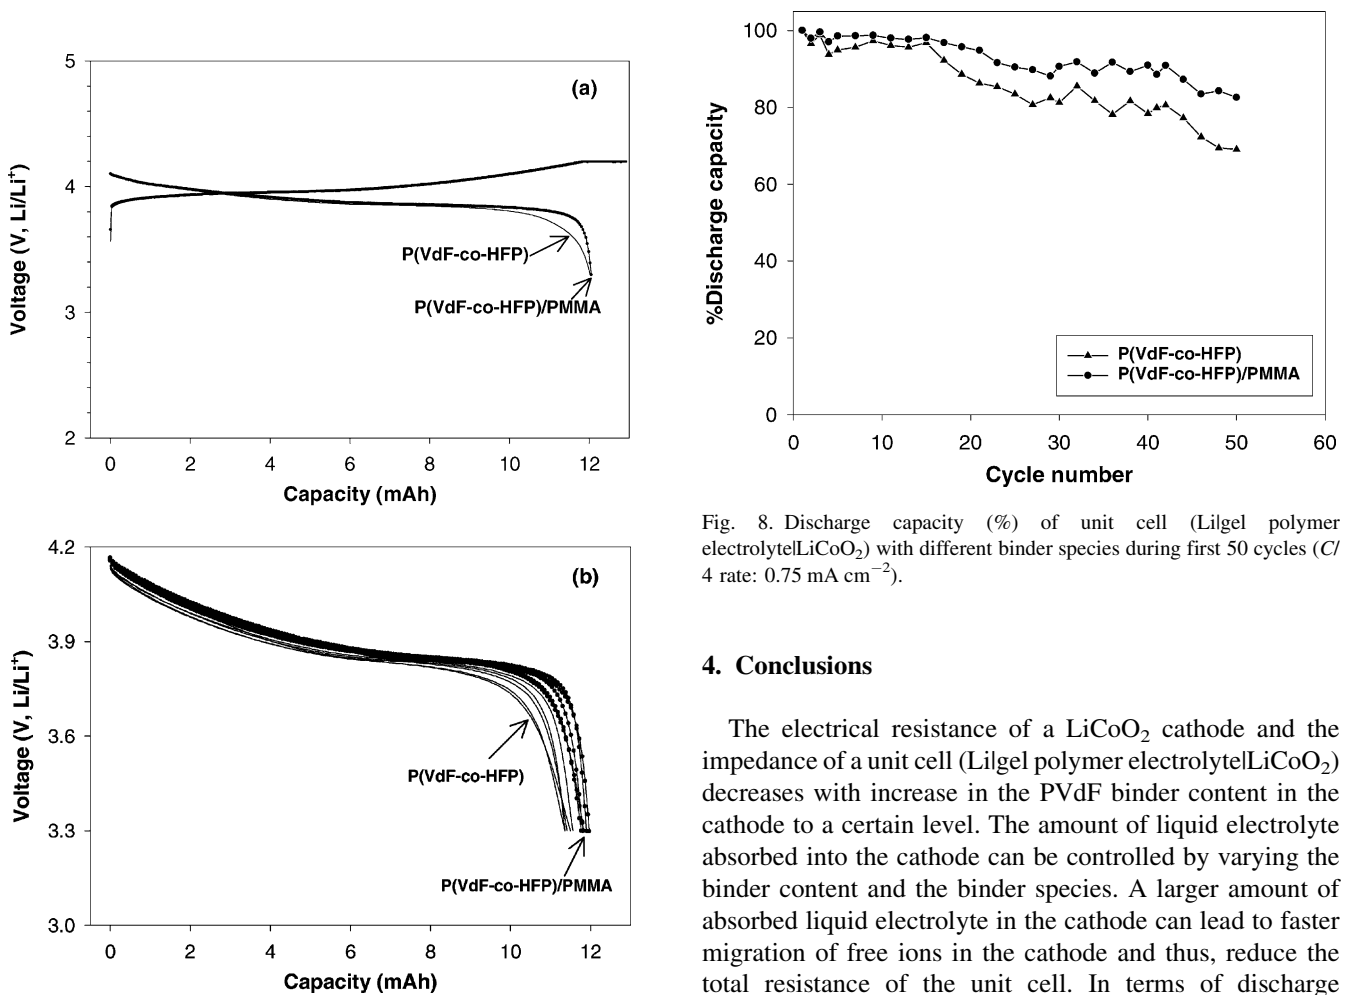 5
(a)
Voltage (V, Li/Li+)
4
P(VdF-co-HFP)
P(VdF-co-HFP)/PMMA
3
2
0 2 4 6 8 10 12
Capacity (mAh)
4.2
(b)
3.9
Voltage (V, Li/Li+)
3.6
P(VdF-co-HFP)
3.3
P(VdF-co-HFP)/PMMA
3.0
0 2 4 6 8 10 12
Capacity (mAh)
100
80
%Discharge capacity
60
40
20
P(VdF-co-HFP)
P(VdF-co-HFP)/PMMA
0
0 10 20 30 40 50 60
Cycle number
Fig. 8. Discharge capacity (%) of unit cell (Li|gel polymer
electrolyte|LiCoO₂) with different binder species during first 50 cycles (C/
4 rate: 0.75 mA cm⁻²).
4. Conclusions
The electrical resistance of a LiCoO₂ cathode and the
impedance of a unit cell (Li|gel polymer electrolyte|LiCoO₂)
decreases with increase in the PVdF binder content in the
cathode to a certain level. The amount of liquid electrolyte
absorbed into the cathode can be controlled by varying the
binder content and the binder species. A larger amount of
absorbed liquid electrolyte in the cathode can lead to faster
migration of free ions in the cathode and thus, reduce the
total resistance of the unit cell. In terms of discharge